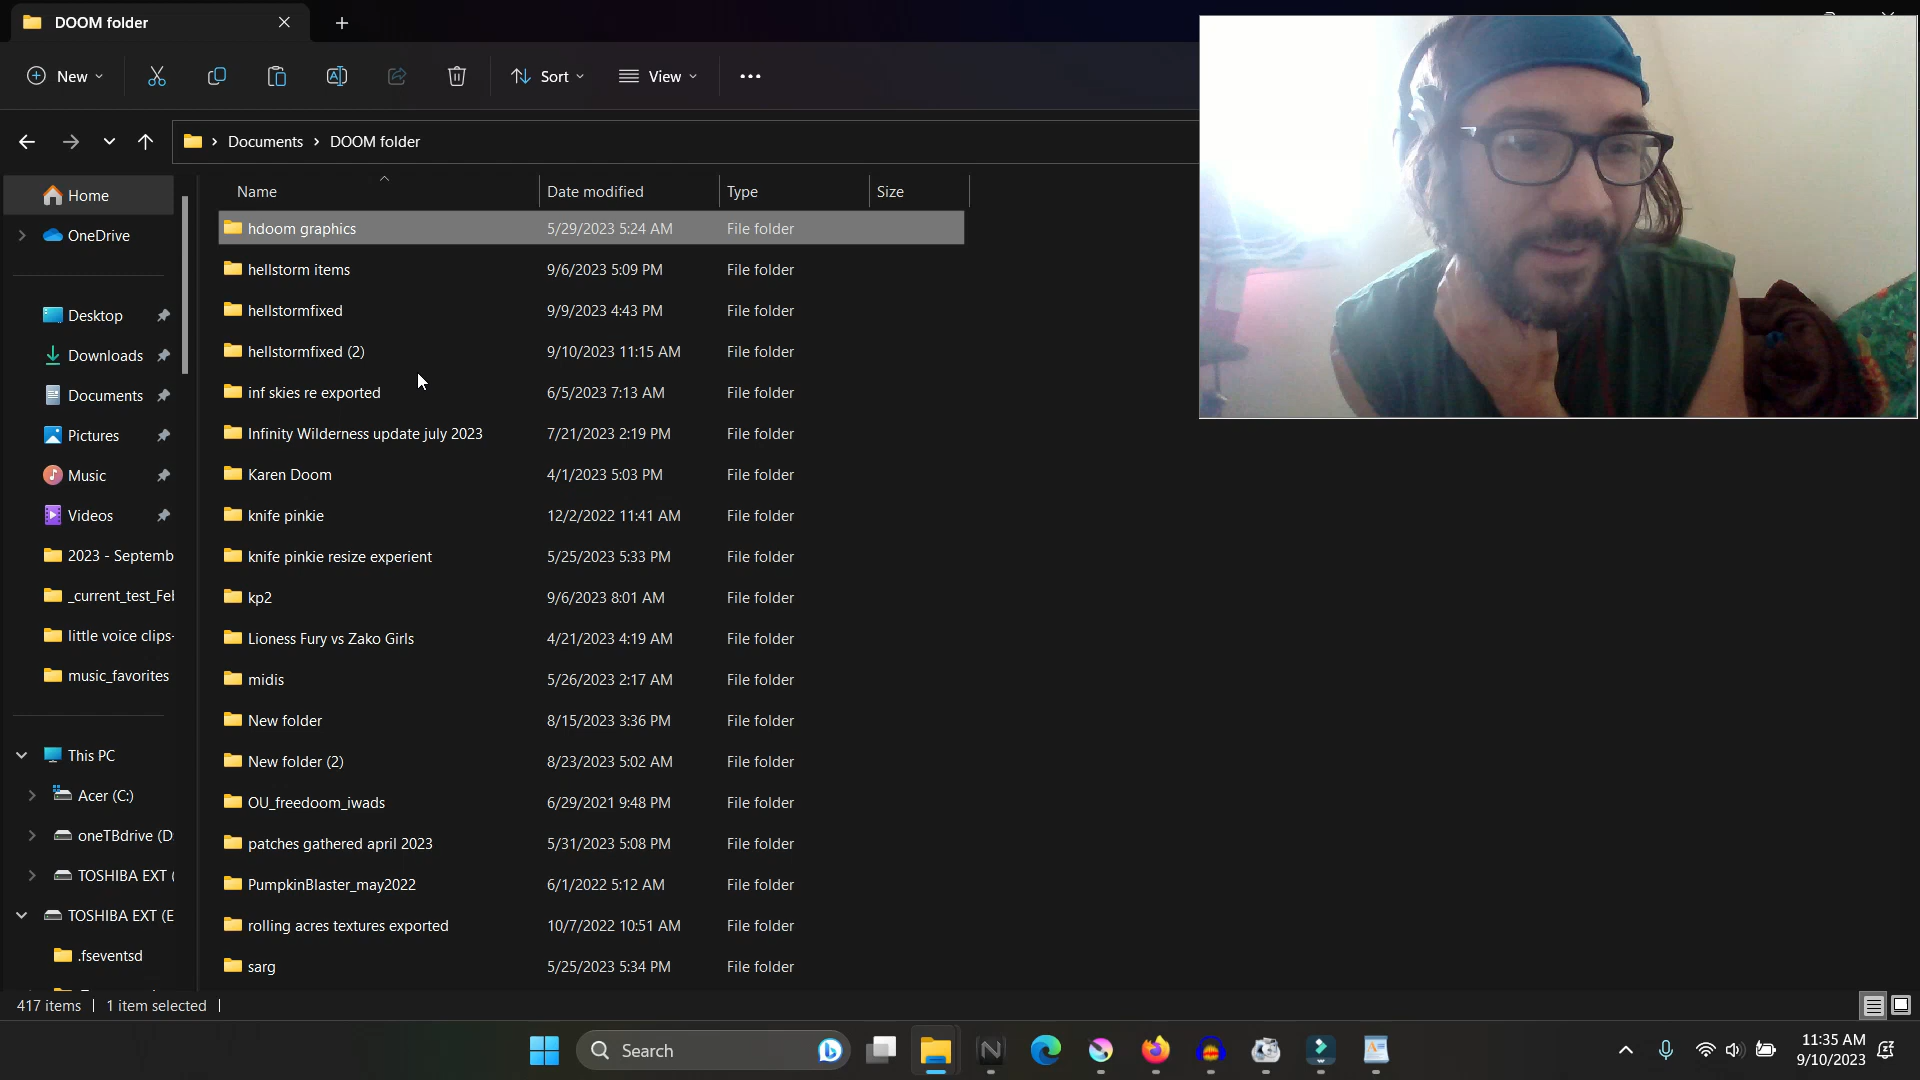 DOOM folder
New
Sort
View
Documents
DOOM folder
Name
Date modified
Type
Size
Home
OneDrive
Desktop
Downloads
Documents
Pictures
Music
Videos
2023 - Septemb
_current_test_Fel
little voice clips-
music_favorites
This PC
Acer (C:)
oneTBdrive (D
TOSHIBA EXT (
TOSHIBA EXT (E
.fseventsd
hdoom graphics 5/29/2023 5:24 AM File folder
hellstorm items 9/6/2023 5:09 PM File folder
hellstormfixed 9/9/2023 4:43 PM File folder
hellstormfixed (2) 9/10/2023 11:15 AM File folder
inf skies re exported 6/5/2023 7:13 AM File folder
Infinity Wilderness update july 2023 7/21/2023 2:19 PM File folder
Karen Doom 4/1/2023 5:03 PM File folder
knife pinkie 12/2/2022 11:41 AM File folder
knife pinkie resize experient 5/25/2023 5:33 PM File folder
kp2 9/6/2023 8:01 AM File folder
Lioness Fury vs Zako Girls 4/21/2023 4:19 AM File folder
midis 5/26/2023 2:17 AM File folder
New folder 8/15/2023 3:36 PM File folder
New folder (2) 8/23/2023 5:02 AM File folder
OU_freedoom_iwads 6/29/2021 9:48 PM File folder
patches gathered april 2023 5/31/2023 5:08 PM File folder
PumpkinBlaster_may2022 6/1/2022 5:12 AM File folder
rolling acres textures exported 10/7/2022 10:51 AM File folder
sarg 5/25/2023 5:34 PM File folder
417 items
1 item selected
Search
11:35 AM
9/10/2023